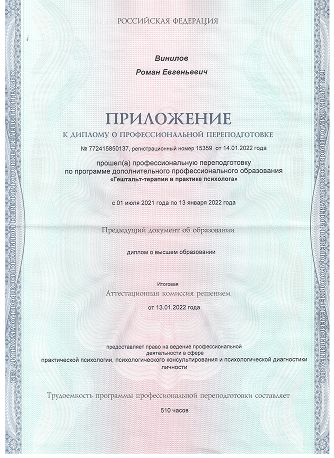 РОССИЙСКАЯ ФЕДЕРАЦИЯ
Винилов
Роман Евгеньевич
ПРИЛОЖЕНИЕ
К ДИПЛОМУ О ПРОФЕССИОНАЛЬНОЙ ПЕРЕПОДГОТОВКЕ
№ 772415850137, регистрационный номер 15359 от 14.01.2022 года
прошел(а) профессиональную переподготовку
по программе дополнительного профессионального образования
«Гештальт-терапия в практике психолога»
с 01 июля 2021 года по 13 января 2022 года
Предыдущий документ об образовании
диплом о высшем образовании
Итоговая
Аттестационная комиссия решением
от 13.01.2022 года
предоставляет право на ведение профессиональной
деятельности в сфере
практической психологии, психологического консультирования и психологической диагностики
личности
Трудоемкость программы профессиональной переподготовки составляет
510 часов